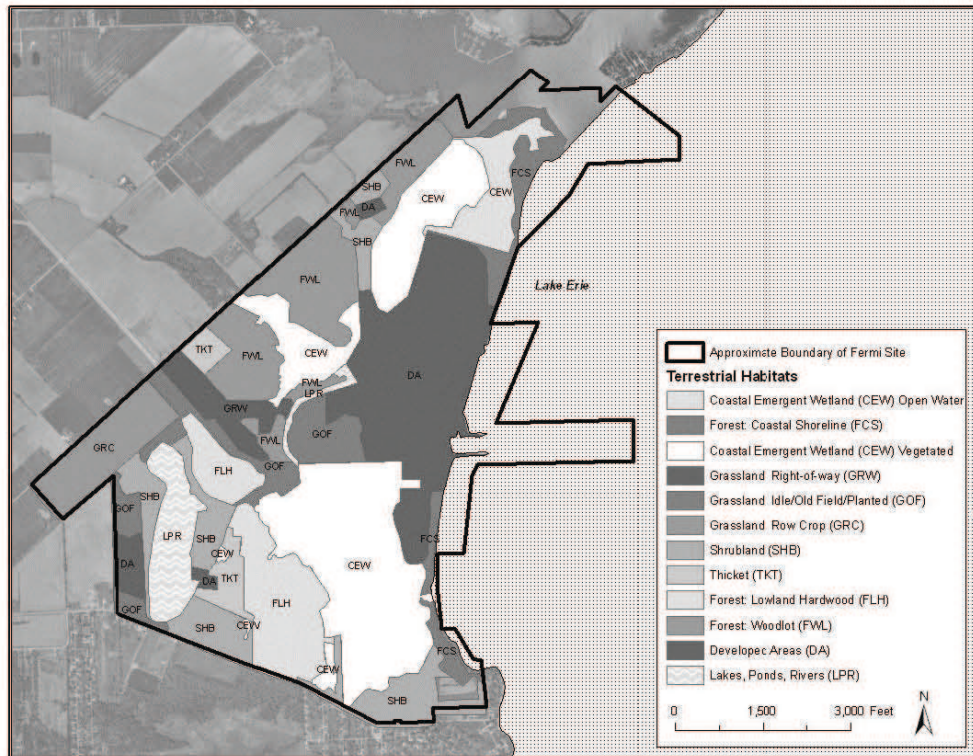 FWL
SHB
DA
FWL
SHB
CEW
CEW
FCS
FWL
Lake Erie
TKT
FWL
CEW
DA
FWL
LPR
GRW
FWL
GOF
GOF
GRC
FLH
SHB
GOF
LPR
SHB
CEW
DA
DA
TKT
GOF
SHB
CEW
FLH
CEW
CEW
FCS
FCS
SHB
Approximate Boundary of Fermi Site
Terrestrial Habitats
Coastal Emergent Wetland (CEW) Open Water
Forest: Coastal Shoreline (FCS)
Coastal Emergent Wetland (CEW) Vegetated
Grassland Right-of-way (GRW)
Grassland Idle/Old Field/Planted (GOF)
Grassland Row Crop (GRC)
Shrubland (SHB)
Thicket (TKT)
Forest: Lowland Hardwood (FLH)
Forest: Woodlot (FWL)
Developec Areas (DA)
Lakes, Ponds, Rivers (LPR)
N
0 1,500 3,000 Feet